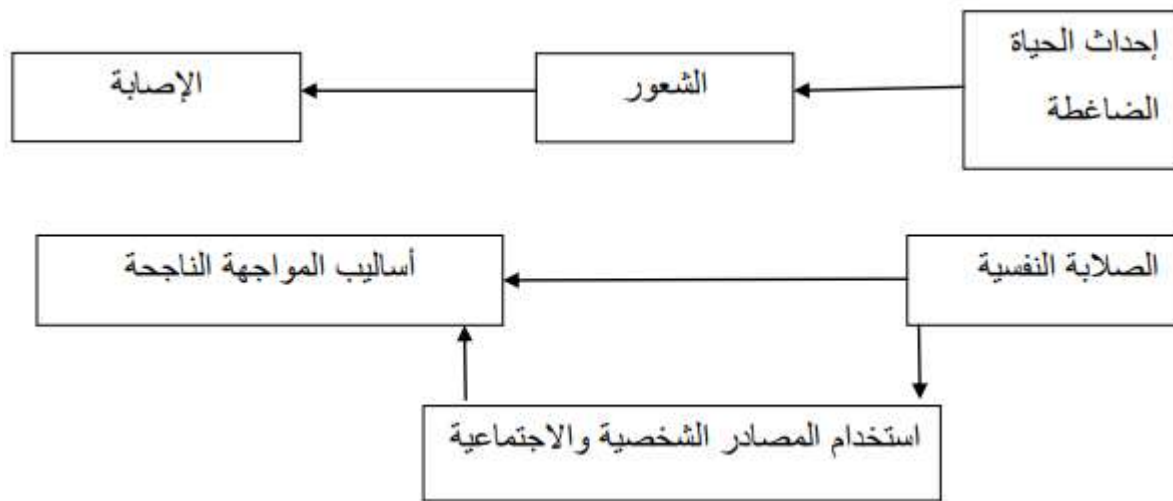 إحداث الحياة
الضاغطة
الشعور
الإصابة
الصلابة النفسية
أساليب المواجهة الناجحة
استخدام المصادر الشخصية والاجتماعية